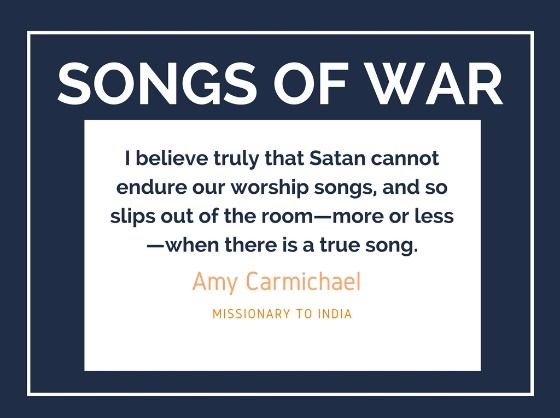 SONGS OF WAR
I believe truly that Satan cannot
endure our worship songs, and so
slips out of the room—more or less
—when there is a true song.
Amy Carmichael
MISSIONARY TO INDIA